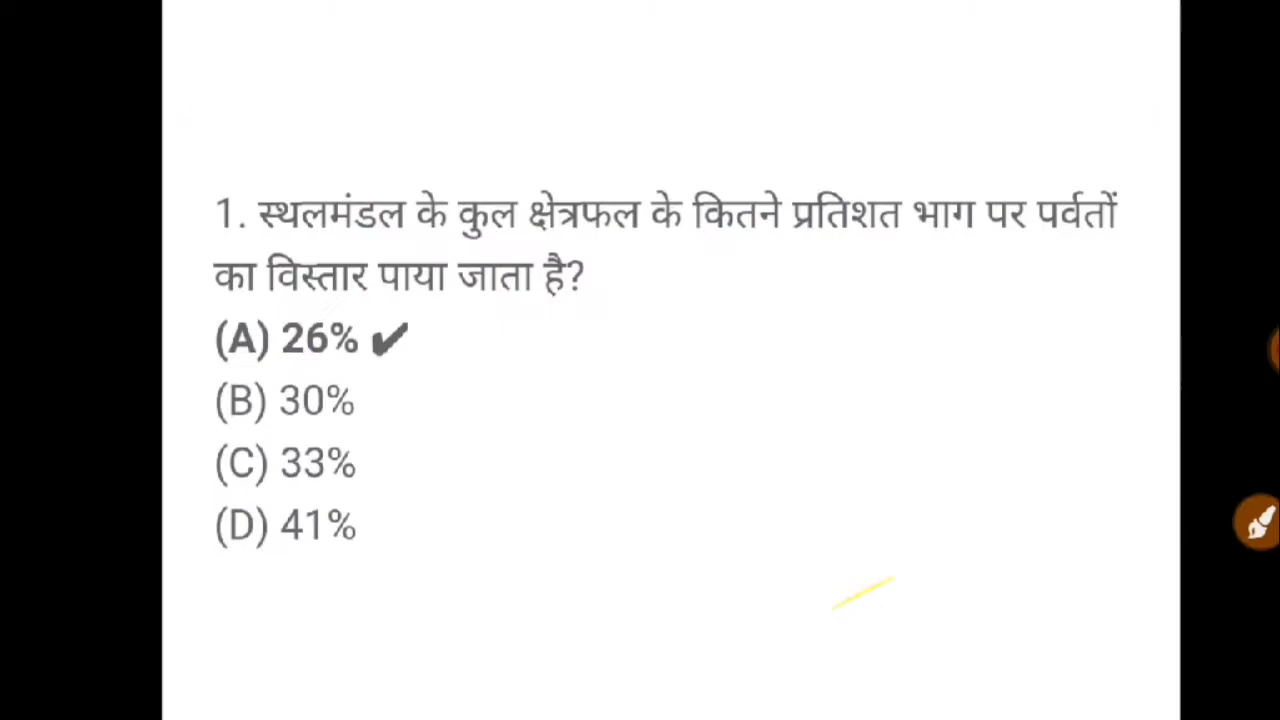 1. स्थलमंडल के कुल क्षेत्रफल के कितने प्रतिशत भाग पर पर्वतों
का विस्तार पाया जाता है?
(A) 26% ✔
(B) 30%
(C) 33%
(D) 41%